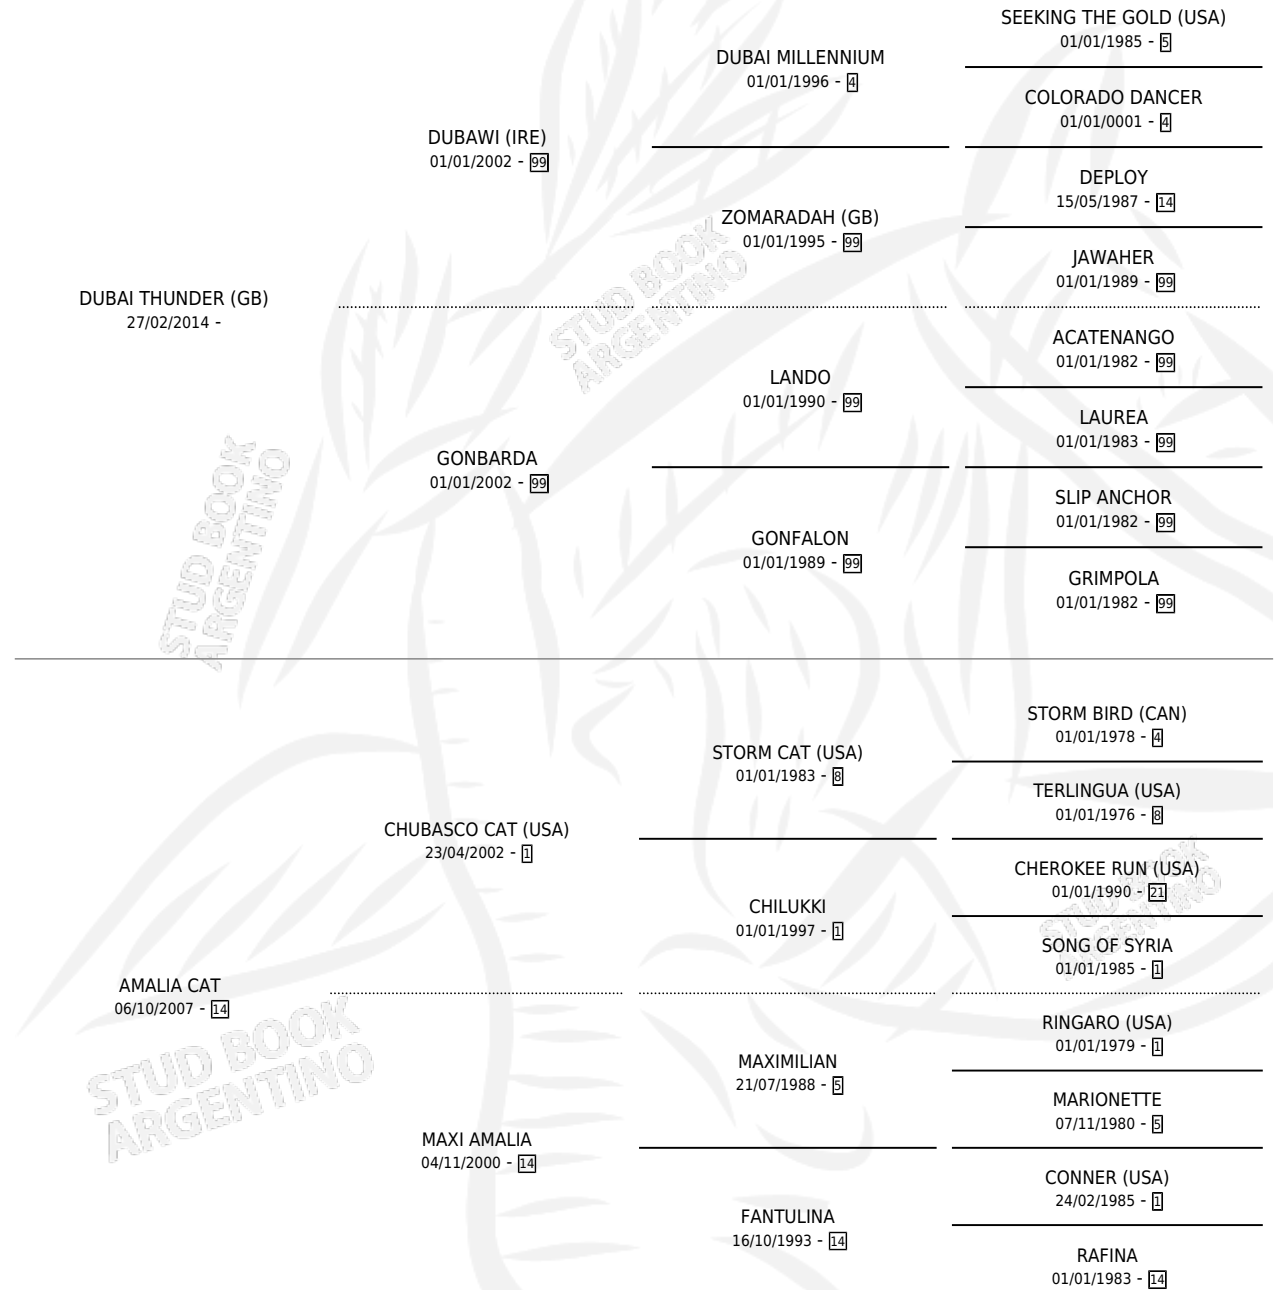 SEEKING THE GOLD (USA)
01/01/1985 - 5
DUBAI MILLENNIUM
01/01/1996 - 4
COLORADO DANCER
01/01/0001 - 4
DUBAWI (IRE)
01/01/2002 - 99
DEPLOY
15/05/1987 - 14
ZOMARADAH (GB)
01/01/1995 - 99
JAWAHER
01/01/1989 - 99
DUBAI THUNDER (GB)
27/02/2014 -
STUD BOOK
ARGENTINO
ACATENANGO
01/01/1982 - 99
LANDO
01/01/1990 - 99
LAUREA
01/01/1983 - 99
GONBARDA
01/01/2002 - 99
STUD BOOK
ARGENTINO
SLIP ANCHOR
01/01/1982 - 99
GONFALON
01/01/1989 - 99
GRIMPOLA
01/01/1982 - 99
STORM BIRD (CAN)
01/01/1978 - 4
STORM CAT (USA)
01/01/1983 - 8
TERLINGUA (USA)
01/01/1976 - 8
CHUBASCO CAT (USA)
23/04/2002 - 1
CHEROKEE RUN (USA)
01/01/1990 - 21
STUD BOOK
ARGENTINO
CHILUKKI
01/01/1997 - 1
SONG OF SYRIA
01/01/1985 - 1
AMALIA CAT
06/10/2007 - 14
STUD BOOK
ARGENTINO
RINGARO (USA)
01/01/1979 - 1
MAXIMILIAN
21/07/1988 - 5
MARIONETTE
07/11/1980 - 5
MAXI AMALIA
04/11/2000 - 14
CONNER (USA)
24/02/1985 - 1
FANTULINA
16/10/1993 - 14
RAFINA
01/01/1983 - 14